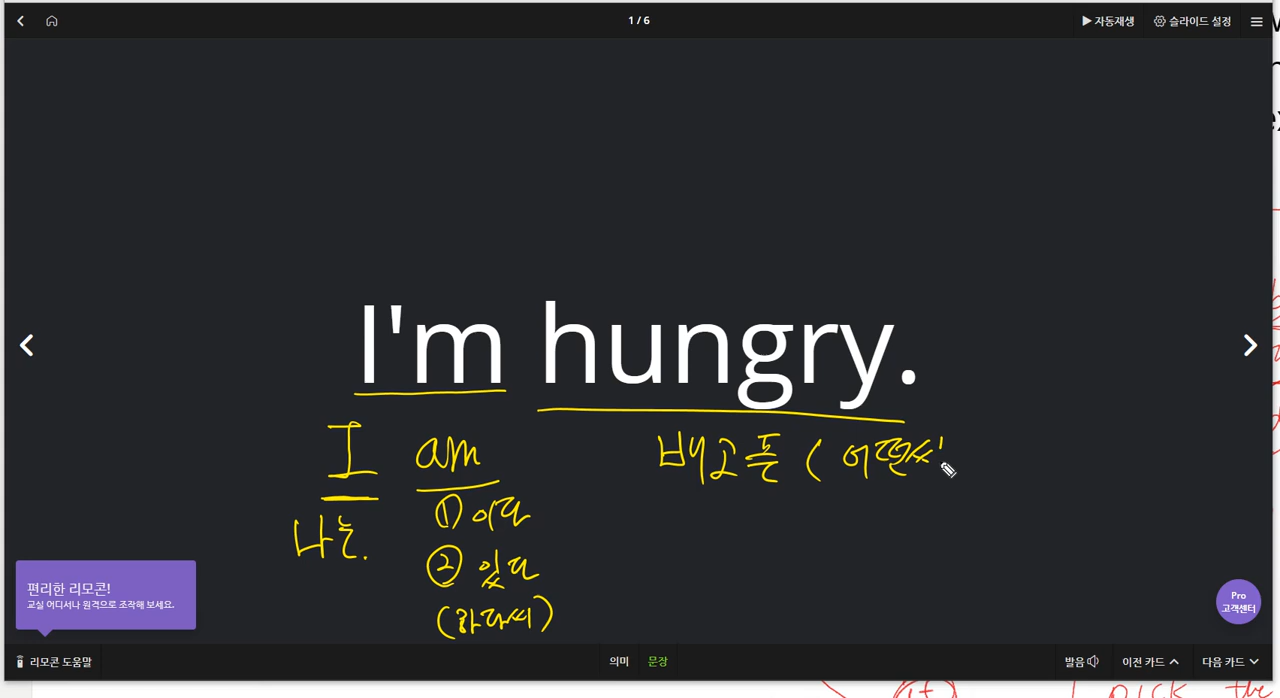 1 / 6
자동재생
슬라이드 설정
I'm hungry.
I am
나는.
① 이다
② 있다
배고픈 ( 어떤씨
편리한 리모콘!
교실 어디서나 원격으로 조작해 보세요.
Pro
고객센터
리모콘 도움말
의미
문장
발음
이전 카드
다음 카드
pick the